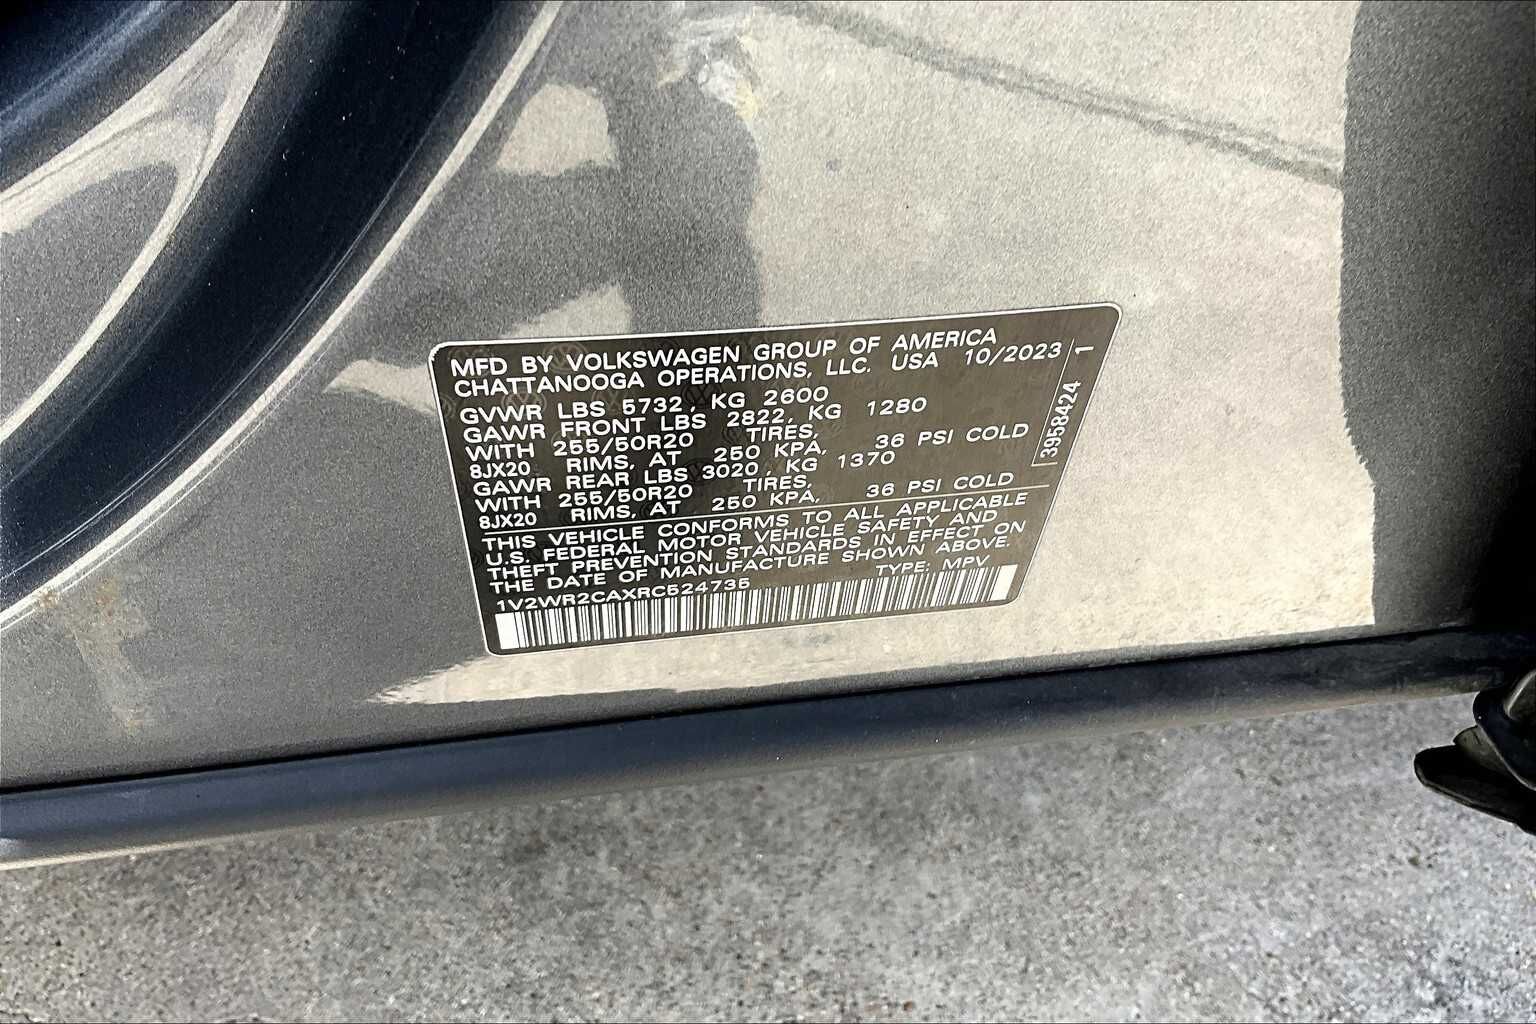 MFD BY VOLKSWAGEN GROUP OF AMERICA
CHATTANOOGA OPERATIONS, LLC. USA 10/2023
GVWR LBS 5732, KG 2600
GAWR FRONT LBS 2822, KG 1280
WITH 255/50R20 TIRES,
8JX20 RIMS, AT 250 KPA, 36 PSI COLD
GAWR REAR LBS 3020, KG 1370
WITH 255/50R20 TIRES,
8JX20 RIMS, AT 250 KPA, 36 PSI COLD
THIS VEHICLE CONFORMS TO ALL APPLICABLE
U.S. FEDERAL MOTOR VEHICLE SAFETY AND
THEFT PREVENTION STANDARDS IN EFFECT ON
THE DATE OF MANUFACTURE SHOWN ABOVE.
1V2WR2CAXRC524735 TYPE: MPV
3958424 1